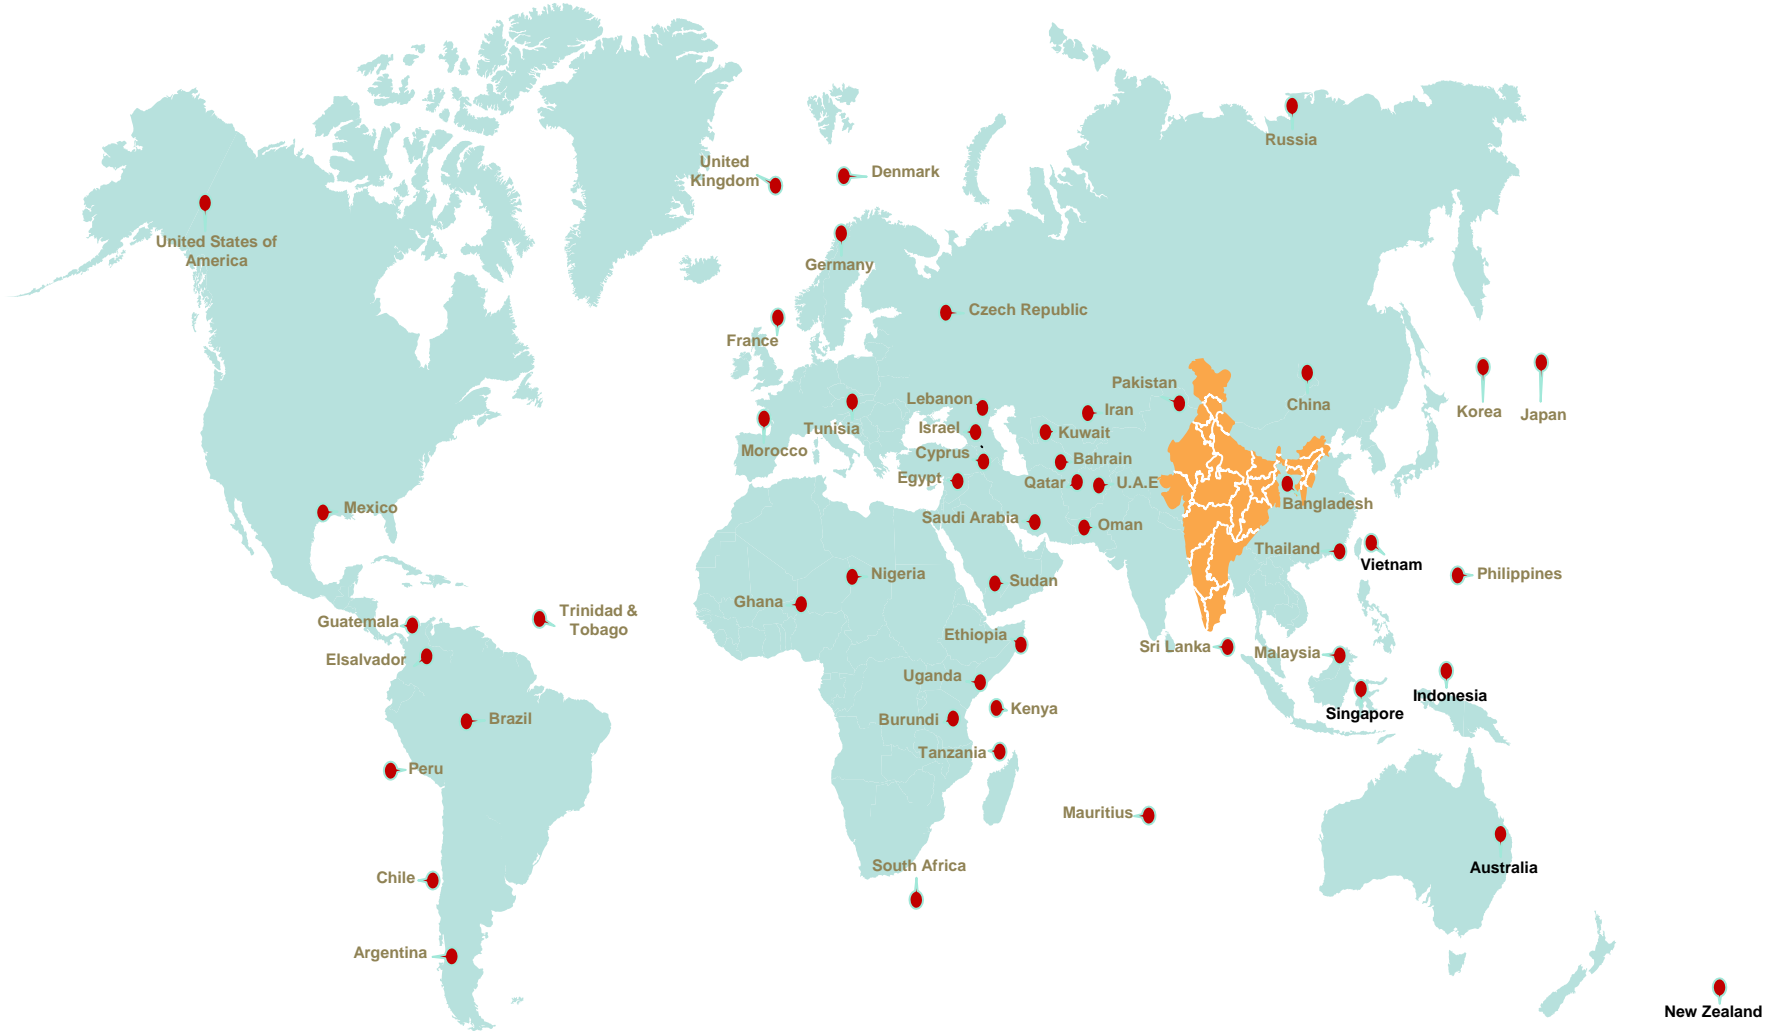 Russia
United
Kingdom
Denmark
United States of
America
Germany
Czech Republic
France
Pakistan
Lebanon
Iran
China
Korea
Japan
Tunisia
Israel
Kuwait
Morocco
Cyprus
Bahrain
Egypt
Qatar
U.A.E
Bangladesh
Mexico
Saudi Arabia
Oman
Thailand
Vietnam
Nigeria
Sudan
Philippines
Ghana
Trinidad &
Tobago
Guatemala
Ethiopia
Sri Lanka
Malaysia
Elsalvador
Uganda
Indonesia
Kenya
Singapore
Brazil
Burundi
Tanzania
Peru
Mauritius
South Africa
Australia
Chile
Argentina
New Zealand